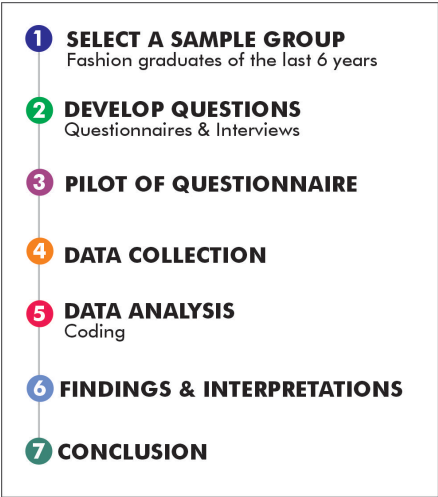 1 SELECT A SAMPLE GROUP
Fashion graduates of the last 6 years
2 DEVELOP QUESTIONS
Questionnaires & Interviews
3 PILOT OF QUESTIONNAIRE
4 DATA COLLECTION
5 DATA ANALYSIS
Coding
6 FINDINGS & INTERPRETATIONS
7 CONCLUSION